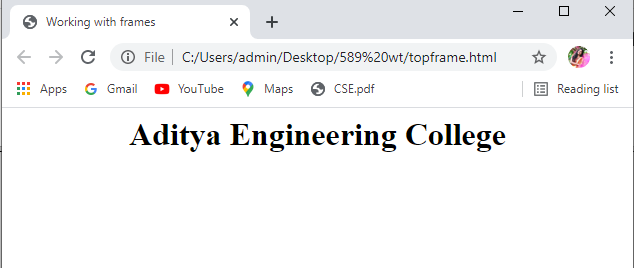 Working with frames
File | C:/Users/admin/Desktop/589%20wt/topframe.html
Apps Gmail YouTube Maps CSE.pdf Reading list
Aditya Engineering College